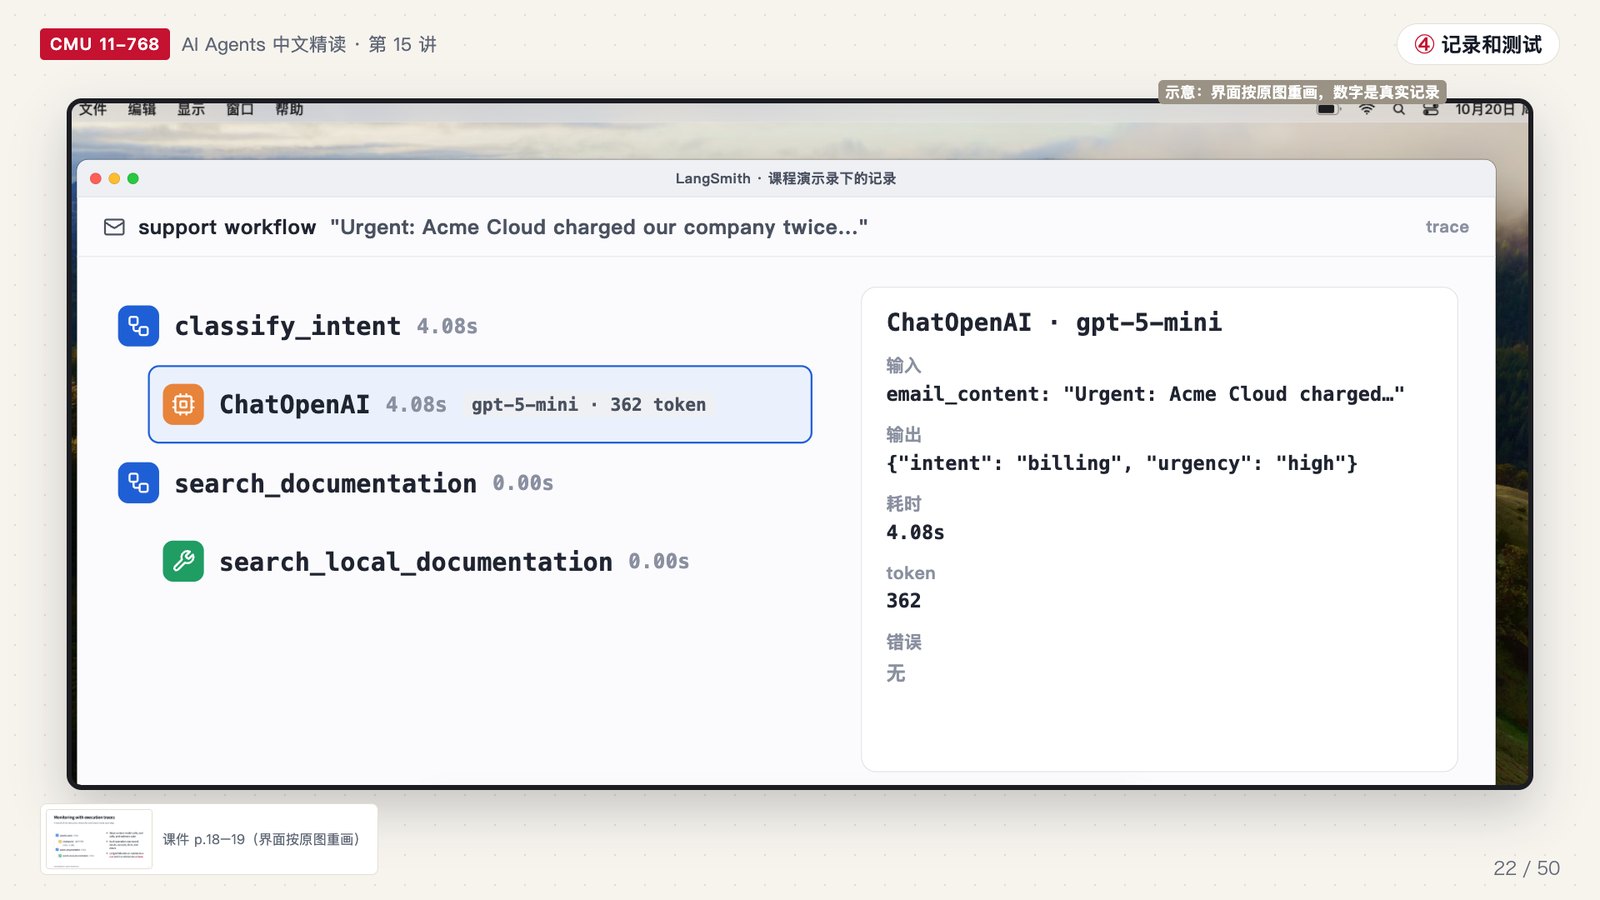 CMU 11-768 AI Agents 中文精读 · 第 15 讲
④ 记录和测试
示意：界面按原图重画，数字是真实记录
文件 编辑 显示 窗口 帮助
10月20日
LangSmith · 课程演示录下的记录
support workflow "Urgent: Acme Cloud charged our company twice..."
trace
classify_intent 4.08s
ChatOpenAI 4.08s gpt-5-mini · 362 token
search_documentation 0.00s
search_local_documentation 0.00s
ChatOpenAI · gpt-5-mini
输入
email_content: "Urgent: Acme Cloud charged…"
输出
{"intent": "billing", "urgency": "high"}
耗时
4.08s
token
362
错误
无
Monitoring with execution traces
课件 p.18–19（界面按原图重画）
22 / 50